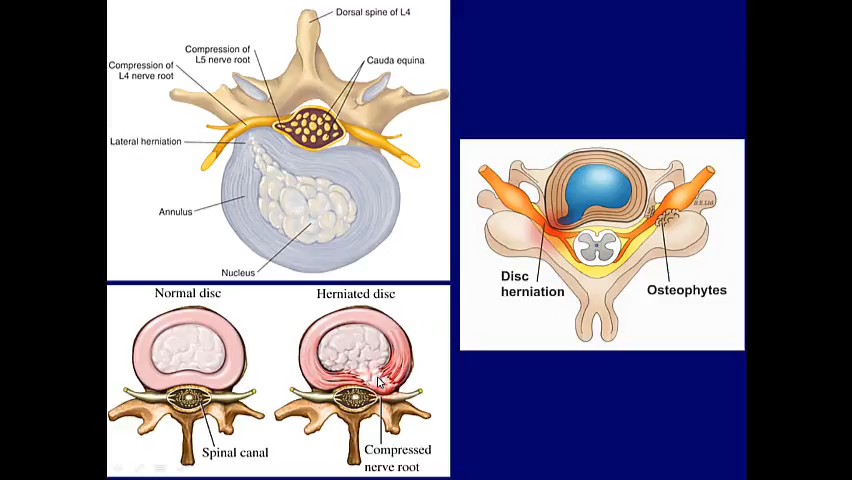 Dorsal spine of L4
Compression of
L5 nerve root
Cauda equina
Compression of
L4 nerve root
Lateral herniation
Annulus
Nucleus
Disc
herniation
Osteophytes
Normal disc
Herniated disc
Spinal canal
Compressed
nerve root